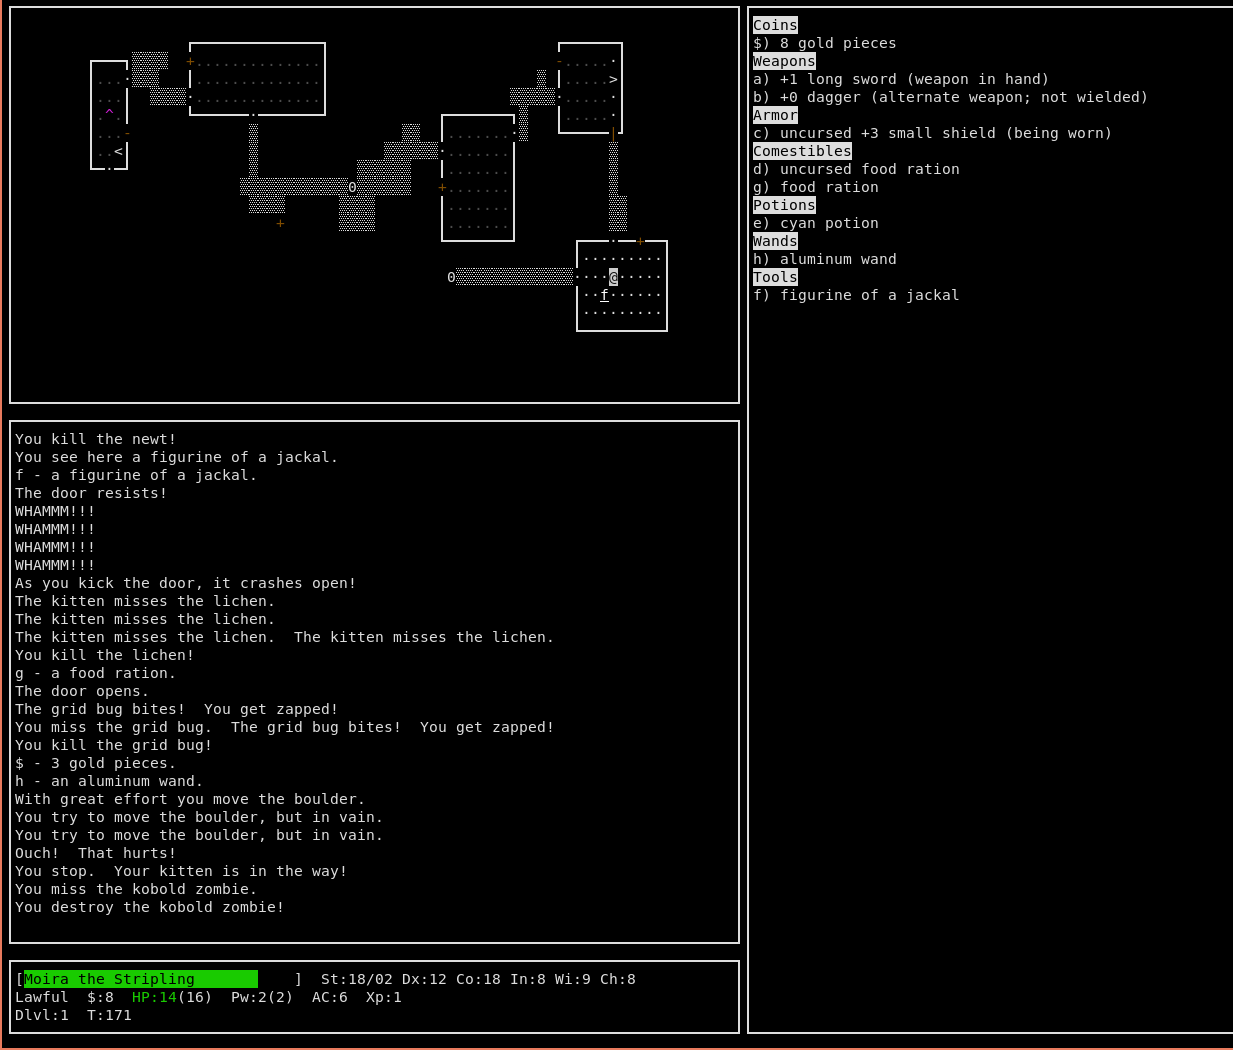 You kill the newt!
You see here a figurine of a jackal.
f - a figurine of a jackal.
The door resists!
WHAMMM!!!
WHAMMM!!!
WHAMMM!!!
WHAMMM!!!
As you kick the door, it crashes open!
The kitten misses the lichen.
The kitten misses the lichen.
The kitten misses the lichen.  The kitten misses the lichen.
You kill the lichen!
g - a food ration.
The door opens.
The grid bug bites!  You get zapped!
You miss the grid bug.  The grid bug bites!  You get zapped!
You kill the grid bug!
$ - 3 gold pieces.
h - an aluminum wand.
With great effort you move the boulder.
You try to move the boulder, but in vain.
You try to move the boulder, but in vain.
Ouch!  That hurts!
You stop.  Your kitten is in the way!
You miss the kobold zombie.
You destroy the kobold zombie!
[Moira the Stripling        ]  St:18/02 Dx:12 Co:18 In:8 Wi:9 Ch:8
Lawful  $:8  HP:14(16)  Pw:2(2)  AC:6  Xp:1
Dlvl:1  T:171
Coins
$) 8 gold pieces
Weapons
a) +1 long sword (weapon in hand)
b) +0 dagger (alternate weapon; not wielded)
Armor
c) uncursed +3 small shield (being worn)
Comestibles
d) uncursed food ration
g) food ration
Potions
e) cyan potion
Wands
h) aluminum wand
Tools
f) figurine of a jackal